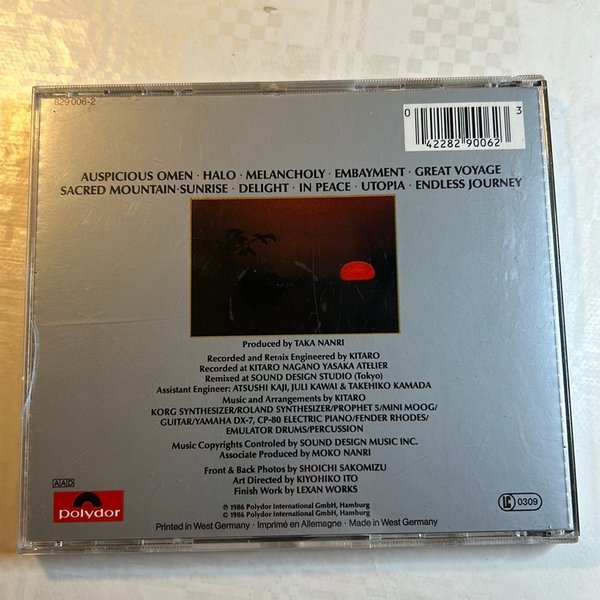 829 006-2
0 42282 90062 3
AUSPICIOUS OMEN · HALO · MELANCHOLY · EMBAYMENT · GREAT VOYAGE
SACRED MOUNTAIN·SUNRISE · DELIGHT · IN PEACE · UTOPIA · ENDLESS JOURNEY
Produced by TAKA NANRI
Recorded and Remix Engineered by KITARO
Recorded at KITARO NAGANO YASAKA ATELIER
Remixed at SOUND DESIGN STUDIO (Tokyo)
Assistant Engineer: ATSUSHI KAJI, JULI KAWAI & TAKEHIKO KAMADA
Music and Arrangements by KITARO
KORG SYNTHESIZER/ROLAND SYNTHESIZER/PROPHET 5/MINI MOOG/
GUITAR/YAMAHA DX-7, CP-80 ELECTRIC PIANO/FENDER RHODES/
EMULATOR DRUMS/PERCUSSION
Music Copyrights Controled by SOUND DESIGN MUSIC INC.
Associate Produced by MOKO NANRI
Front & Back Photos by SHOICHI SAKOMIZU
Art Directed by KIYOHIKO ITO
Finish Work by LEXAN WORKS
AAD
polydor
℗ 1986 Polydor International GmbH, Hamburg
© 1986 Polydor International GmbH, Hamburg
LC 0309
Printed in West Germany · Imprimé en Allemagne · Made in West Germany